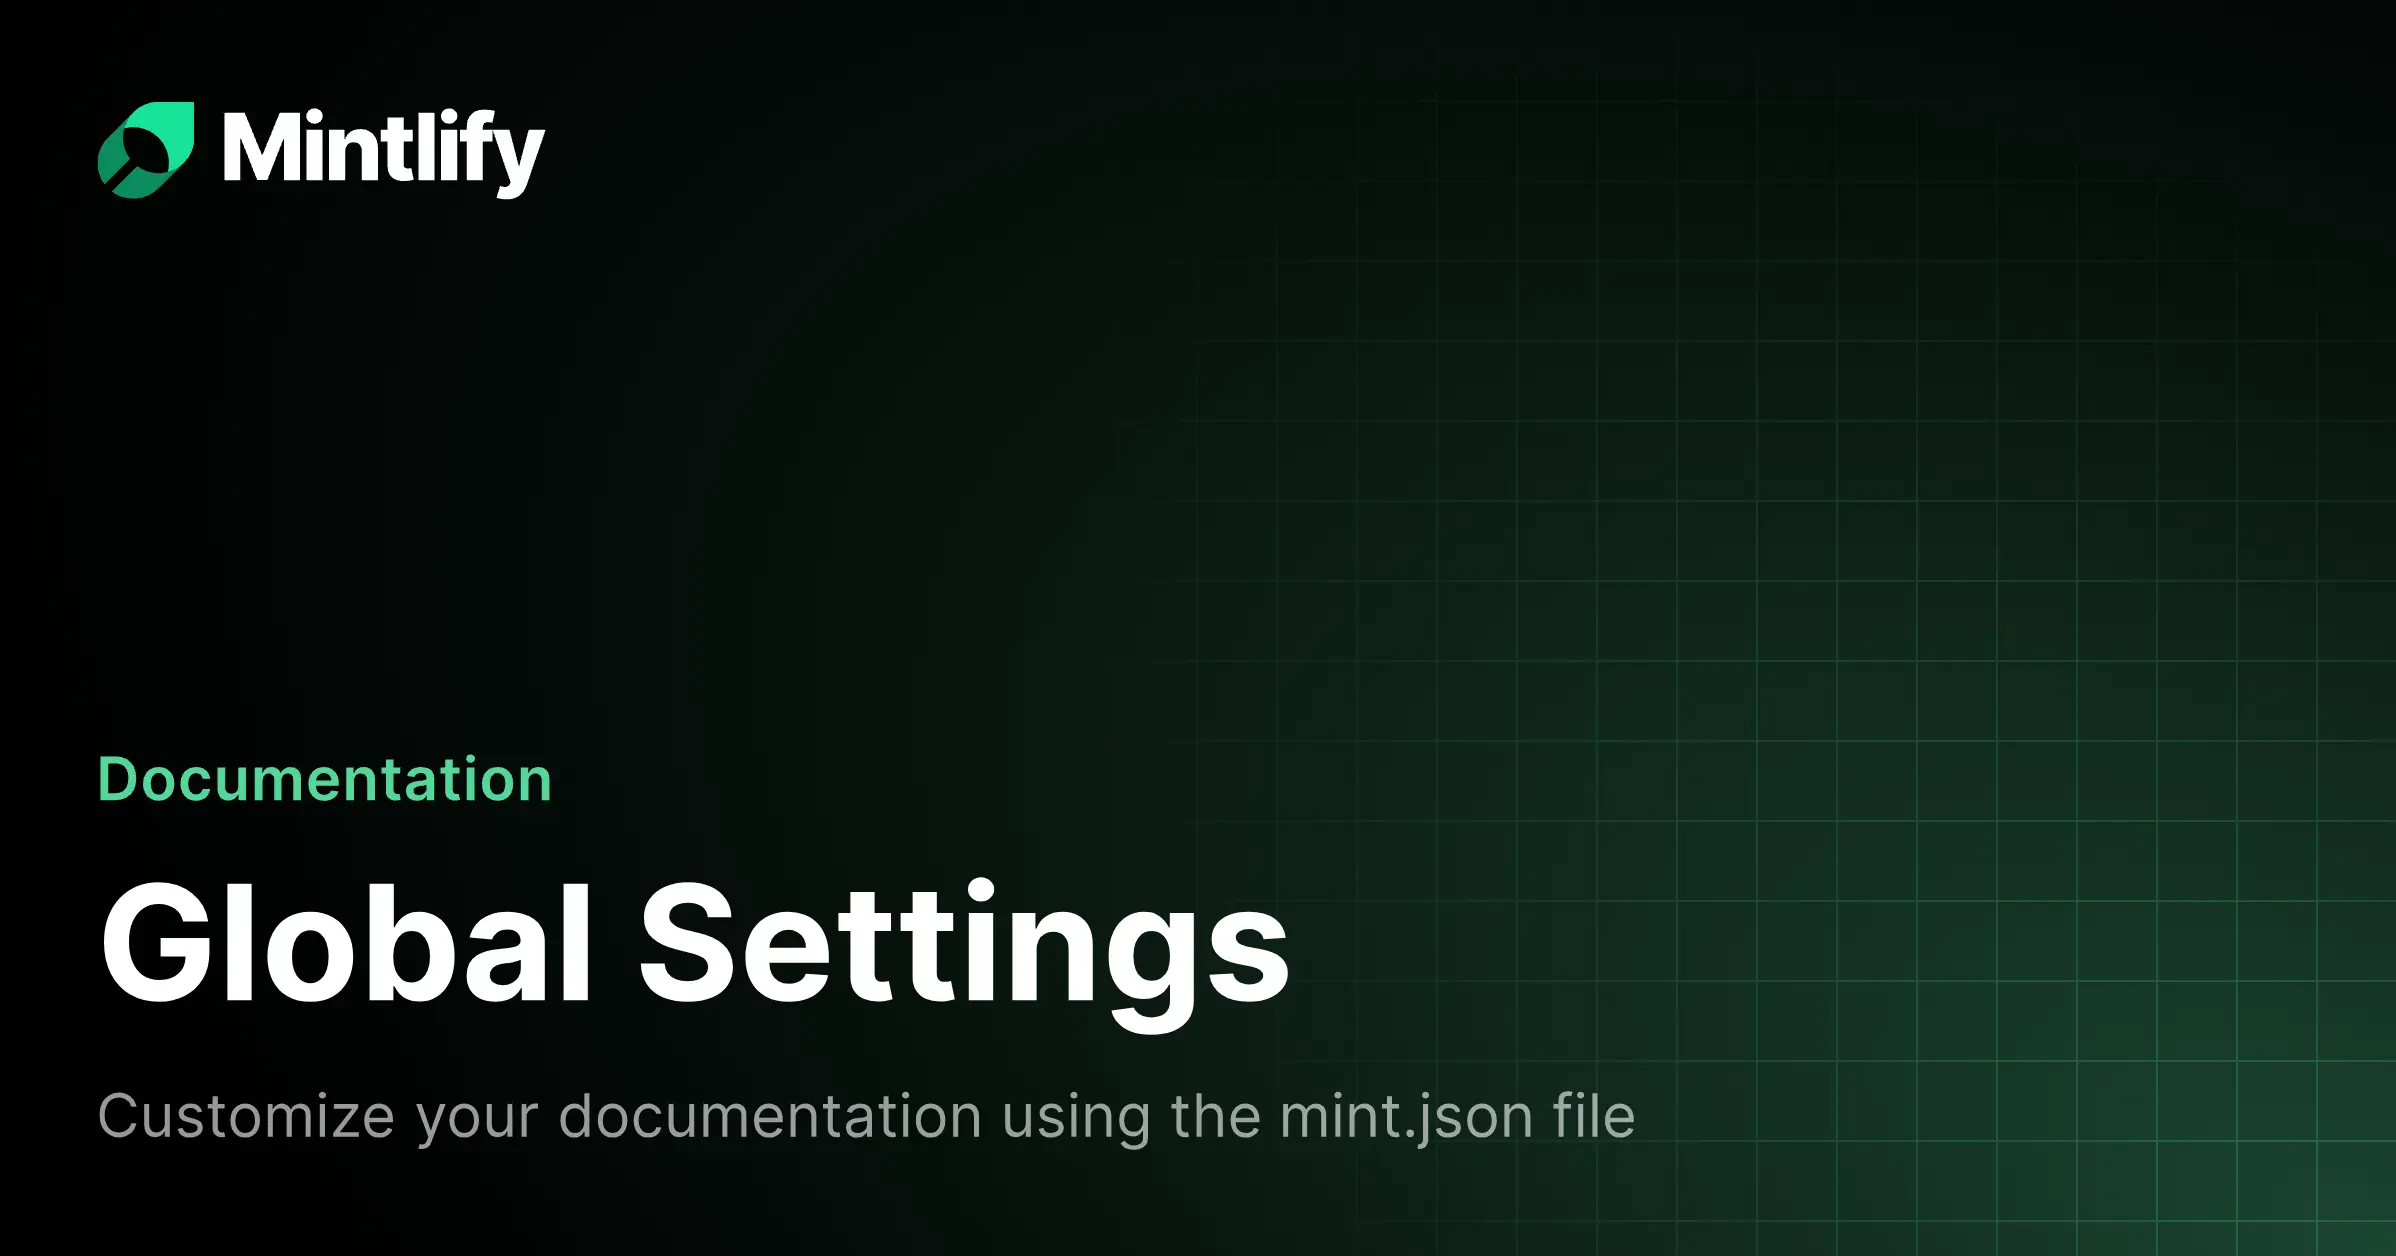 Mintlify
Documentation
Global Settings
Customize your documentation using the mint.json file